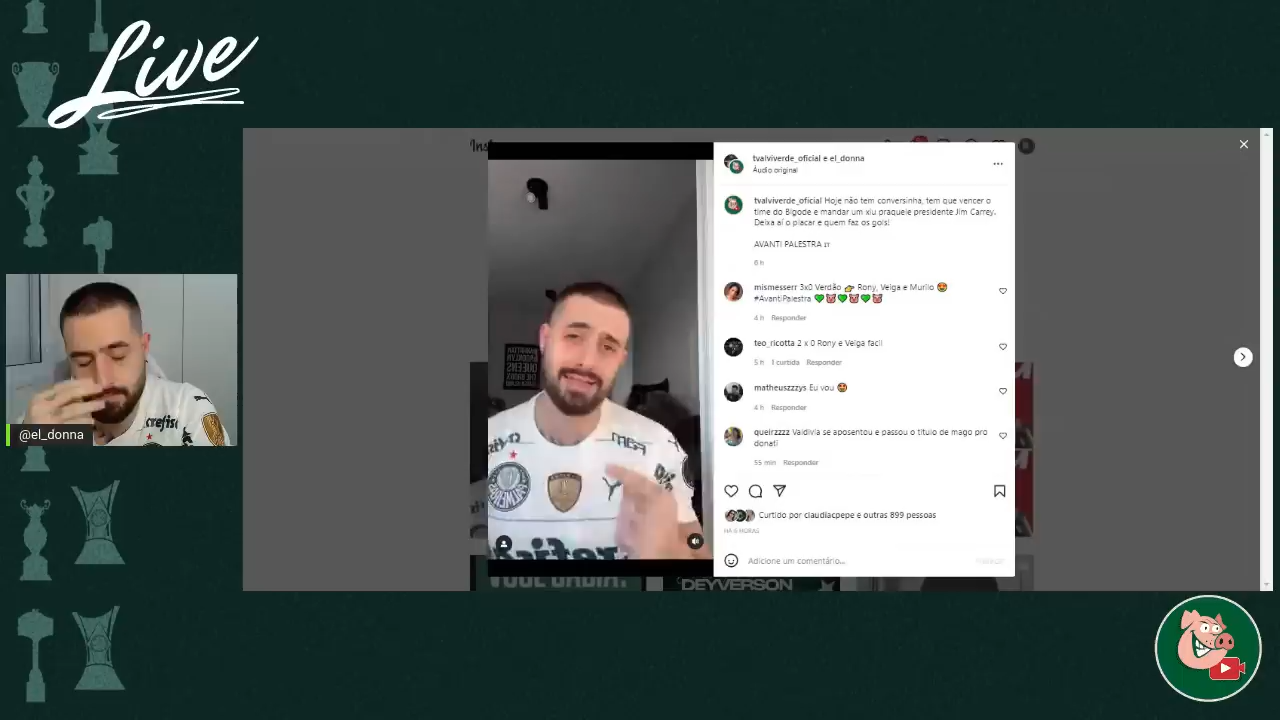 Live
@el_donna
tvalviverde_oficial e el_donna
Áudio original
tvalviverde_oficial Hoje não tem conversinha, tem que vencer o
time do Bigode e mandar um xiu praquele presidente Jim Carrey.
Deixa aí o placar e quem faz os gols!
AVANTI PALESTRA
6 h
mismesserr 3x0 Verdão Rony, Veiga e Murilo
#AvantiPalestra
4 h Responder
teo_ricotta 2 x 0 Rony e Veiga facil
5 h 1 curtida Responder
matheuszzzys Eu vou
4 h Responder
queirzzzz Valdivia se aposentou e passou o título de mago pro
donati
55 min Responder
Curtido por claudiacpepe e outras 899 pessoas
HÁ 6 HORAS
Adicione um comentário...
DEYVERSON
PALMEIRAS
crefisa